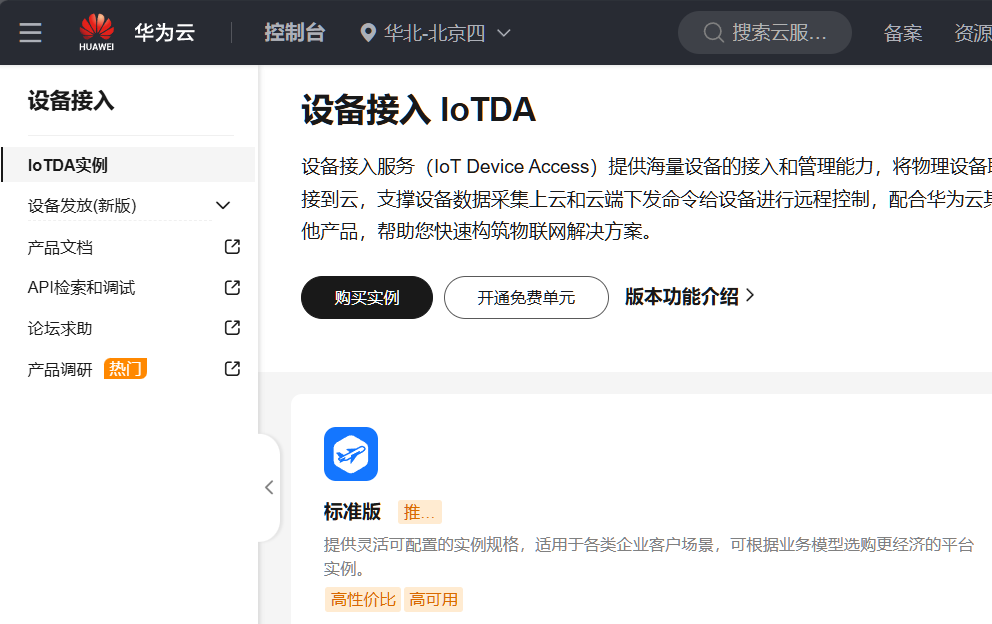 HUAWEI
华为云
控制台
华北-北京四
搜索云服...
备案
资源
设备接入
IoTDA实例
设备发放(新版)
产品文档
API检索和调试
论坛求助
产品调研 热门
设备接入 IoTDA
设备接入服务（IoT Device Access）提供海量设备的接入和管理能力，将物理设备联
接到云，支撑设备数据采集上云和云端下发命令给设备进行远程控制，配合华为云其
他产品，帮助您快速构筑物联网解决方案。
购买实例
开通免费单元
版本功能介绍
标准版 推...
提供灵活可配置的实例规格，适用于各类企业客户场景，可根据业务模型选购更经济的平台
实例。
高性价比 高可用